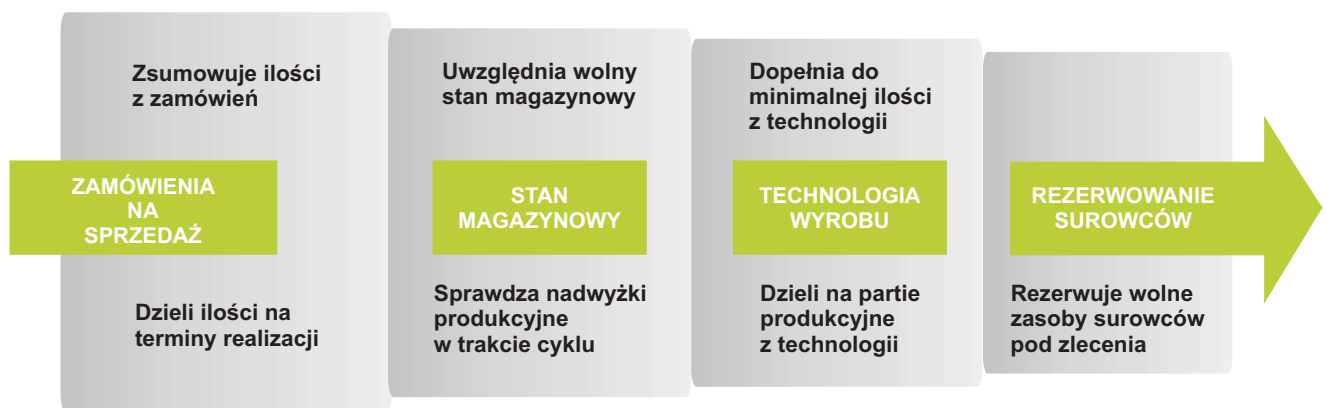 Zsumowuje ilości
z zamówień
ZAMÓWIENIA
NA
SPRZEDAŻ
Dzieli ilości na
terminy realizacji
Uwzględnia wolny
stan magazynowy
STAN
MAGAZYNOWY
Sprawdza nadwyżki
produkcyjne
w trakcie cyklu
Dopełnia do
minimalnej ilości
z technologii
TECHNOLOGIA
WYROBU
Dzieli na partie
produkcyjne
z technologii
REZERWOWANIE
SUROWCÓW
Rezerwuje wolne
zasoby surowców
pod zlecenia